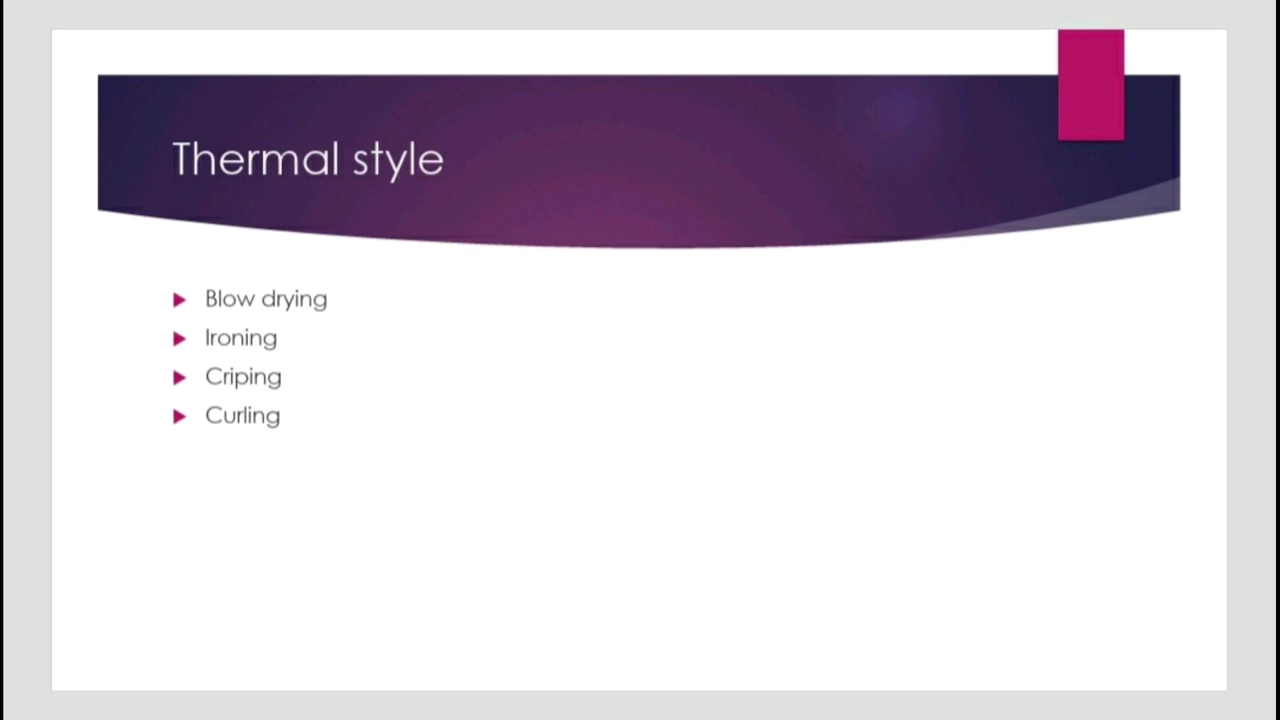 Thermal style
Blow drying
Ironing
Criping
Curling